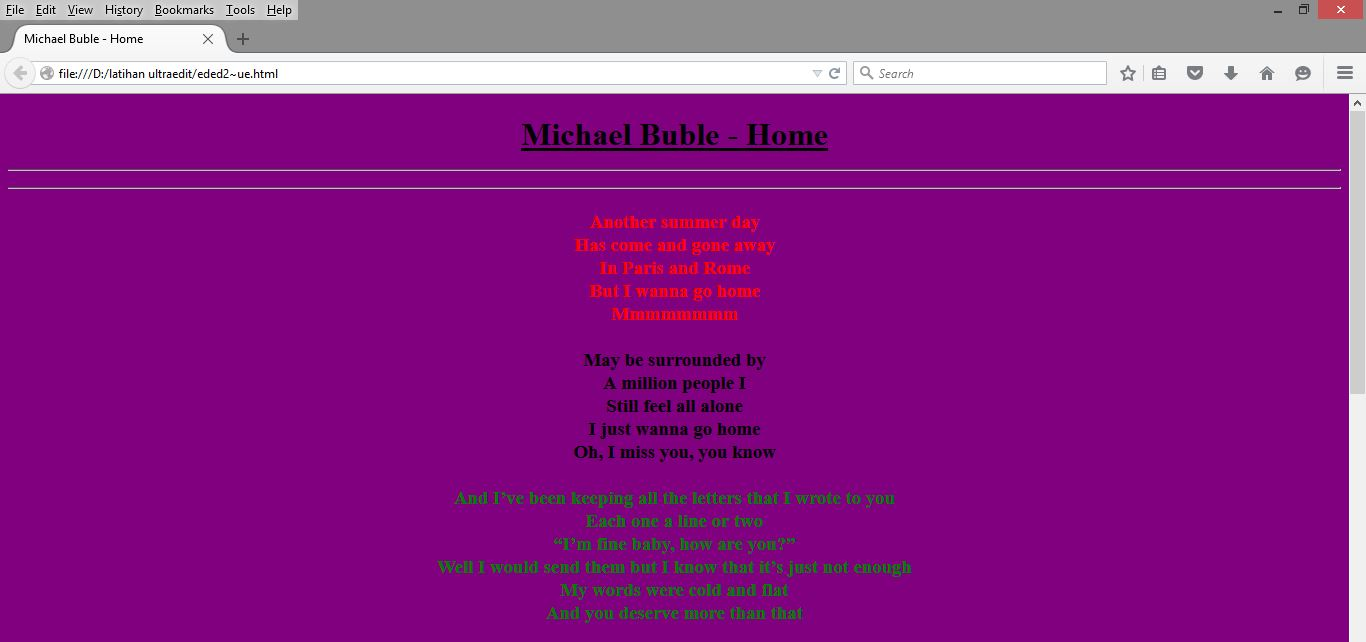 File Edit View History Bookmarks Tools Help
Michael Buble - Home
file:///D:/latihan ultraedit/eded2~ue.html
Search
Michael Buble - Home
Another summer day
Has come and gone away
In Paris and Rome
But I wanna go home
Mmmmmmmm
May be surrounded by
A million people I
Still feel all alone
I just wanna go home
Oh, I miss you, you know
And I’ve been keeping all the letters that I wrote to you
Each one a line or two
“I’m fine baby, how are you?”
Well I would send them but I know that it’s just not enough
My words were cold and flat
And you deserve more than that